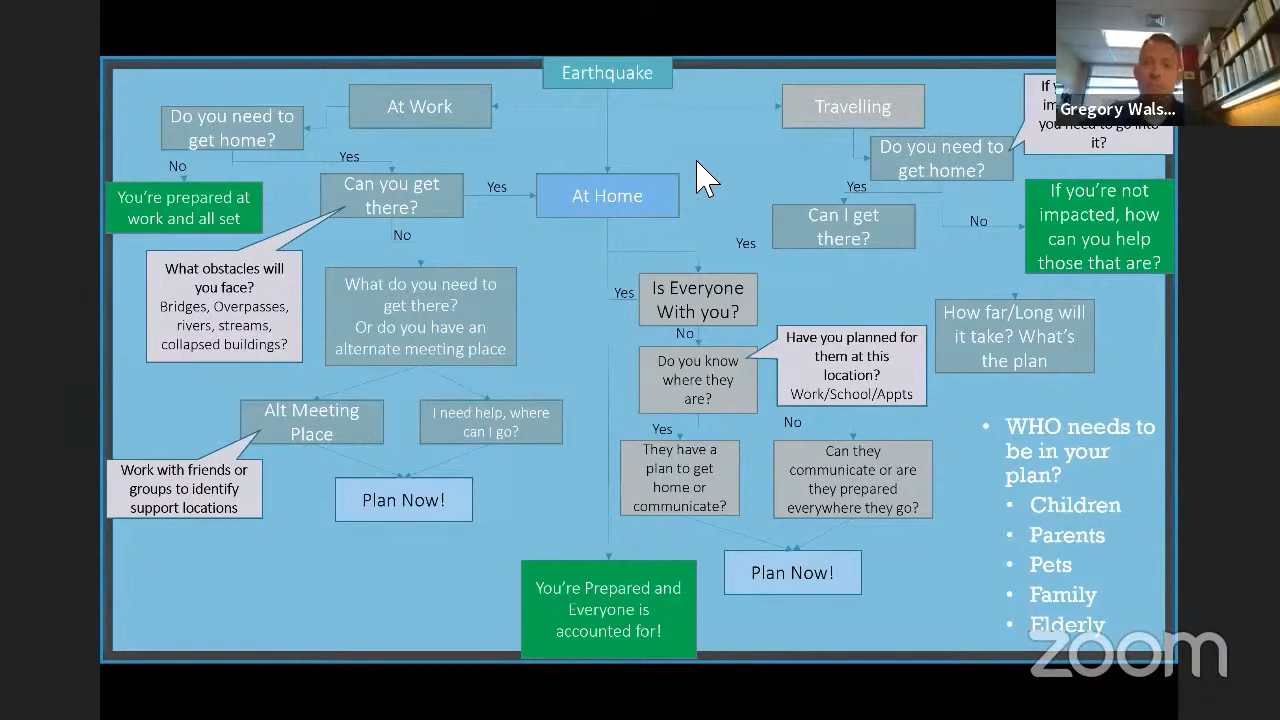 Earthquake
At Work
Travelling
Do you need to
get home?
No
Yes
You're prepared at
work and all set
Can you get
there?
Yes
No
At Home
What obstacles will
you face?
Bridges, Overpasses,
rivers, streams,
collapsed buildings?
What do you need to
get there?
Or do you have an
alternate meeting place
Alt Meeting
Place
I need help, where
can I go?
Work with friends or
groups to identify
support locations
Plan Now!
Yes
Is Everyone
With you?
No
Do you know
where they
are?
Have you planned for
them at this
location?
Work/School/Appts
Yes
No
They have a
plan to get
home or
communicate?
Can they
communicate or are
they prepared
everywhere they go?
Plan Now!
You're Prepared and
Everyone is
accounted for!
Do you need to
get home?
If
you need to go into
it?
Gregory Wals...
Yes
No
Can I get
there?
Yes
If you're not
impacted, how
can you help
those that are?
How far/Long will
it take? What's
the plan
• WHO needs to
be in your
plan?
• Children
• Parents
• Pets
• Family
• Elderly
zoom